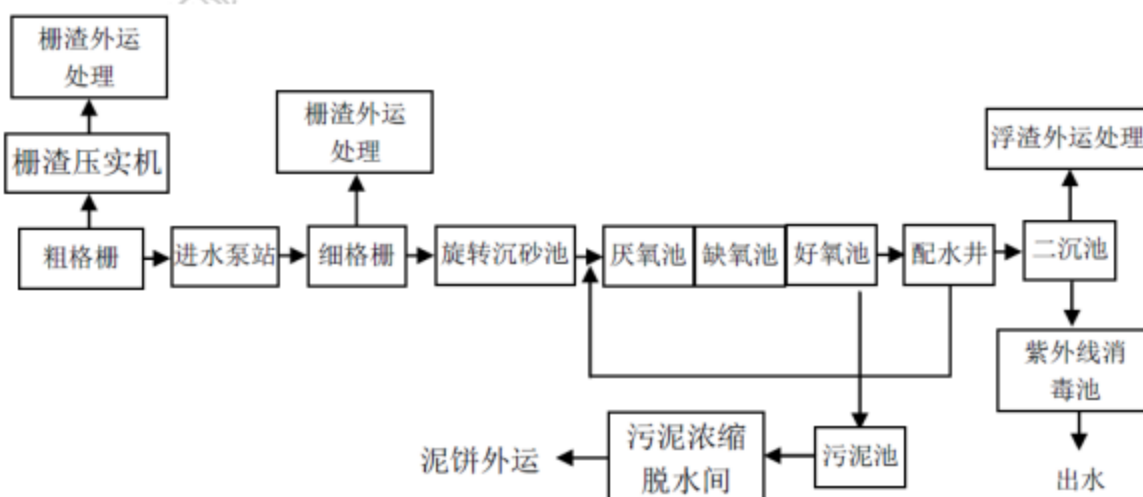 栅渣外运
处理
栅渣压实机
栅渣外运
处理
浮渣外运处理
粗格栅
进水泵站
细格栅
旋转沉砂池
厌氧池
缺氧池
好氧池
配水井
二沉池
紫外线消
毒池
出水
污泥池
污泥浓缩
脱水间
泥饼外运